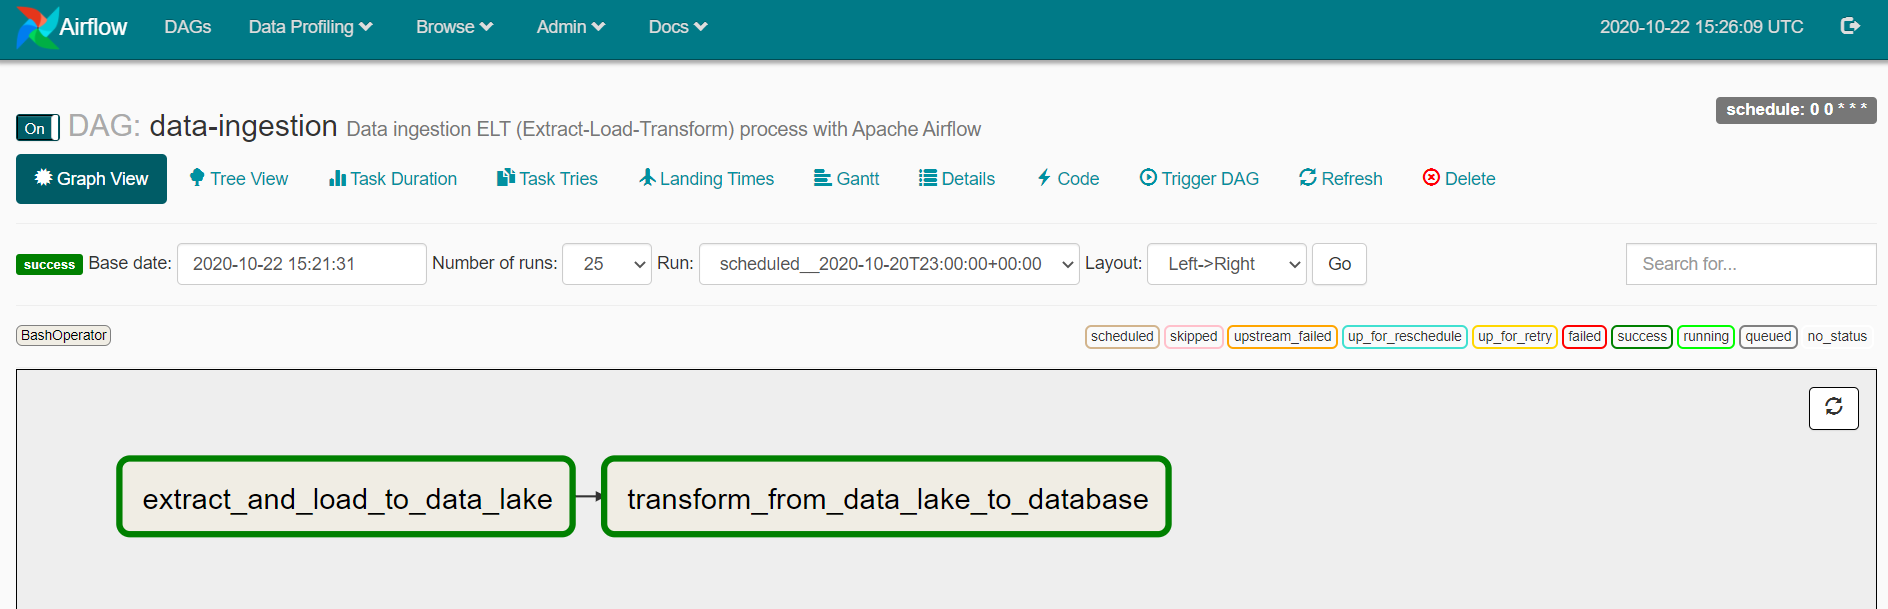 Airflow DAGs Data Profiling Browse Admin Docs 2020-10-22 15:26:09 UTC
schedule: 0 0 * * *
On DAG: data-ingestion Data ingestion ELT (Extract-Load-Transform) process with Apache Airflow
Graph View Tree View Task Duration Task Tries Landing Times Gantt Details Code Trigger DAG Refresh Delete
success Base date: 2020-10-22 15:21:31 Number of runs: 25 Run: scheduled__2020-10-20T23:00:00+00:00 Layout: Left->Right Go Search for...
BashOperator scheduled skipped upstream_failed up_for_reschedule up_for_retry failed success running queued no_status
extract_and_load_to_data_lake transform_from_data_lake_to_database